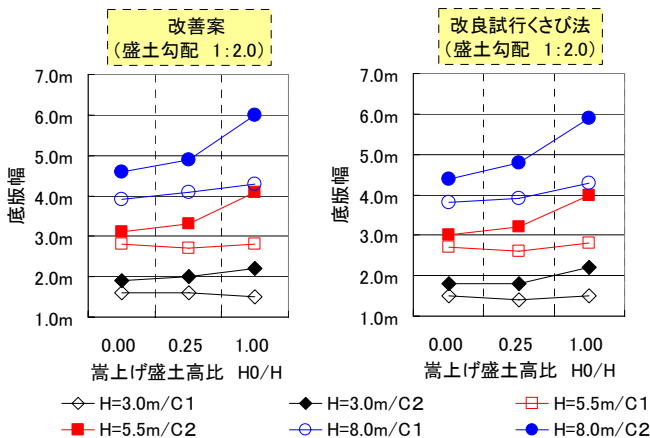 改善案
(盛土勾配 1:2.0)
7.0m
6.0m
5.0m
4.0m
3.0m
2.0m
1.0m
底版幅
0.00 0.25 1.00
嵩上げ盛土高比 H0/H
改良試行くさび法
(盛土勾配 1:2.0)
7.0m
6.0m
5.0m
4.0m
3.0m
2.0m
1.0m
底版幅
0.00 0.25 1.00
嵩上げ盛土高比 H0/H
H=3.0m/C1 H=3.0m/C2 H=5.5m/C1
H=5.5m/C2 H=8.0m/C1 H=8.0m/C2